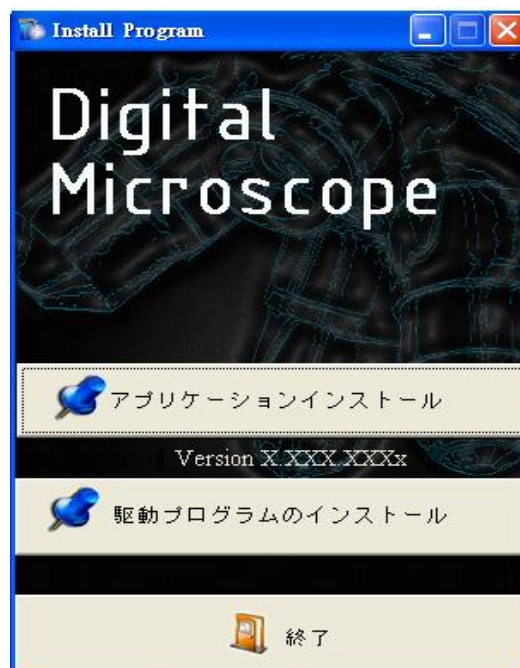 Install Program
Digital
Microscope
アプリケーションインストール
Version X.XXX.XXXx
駆動プログラムのインストール
終了